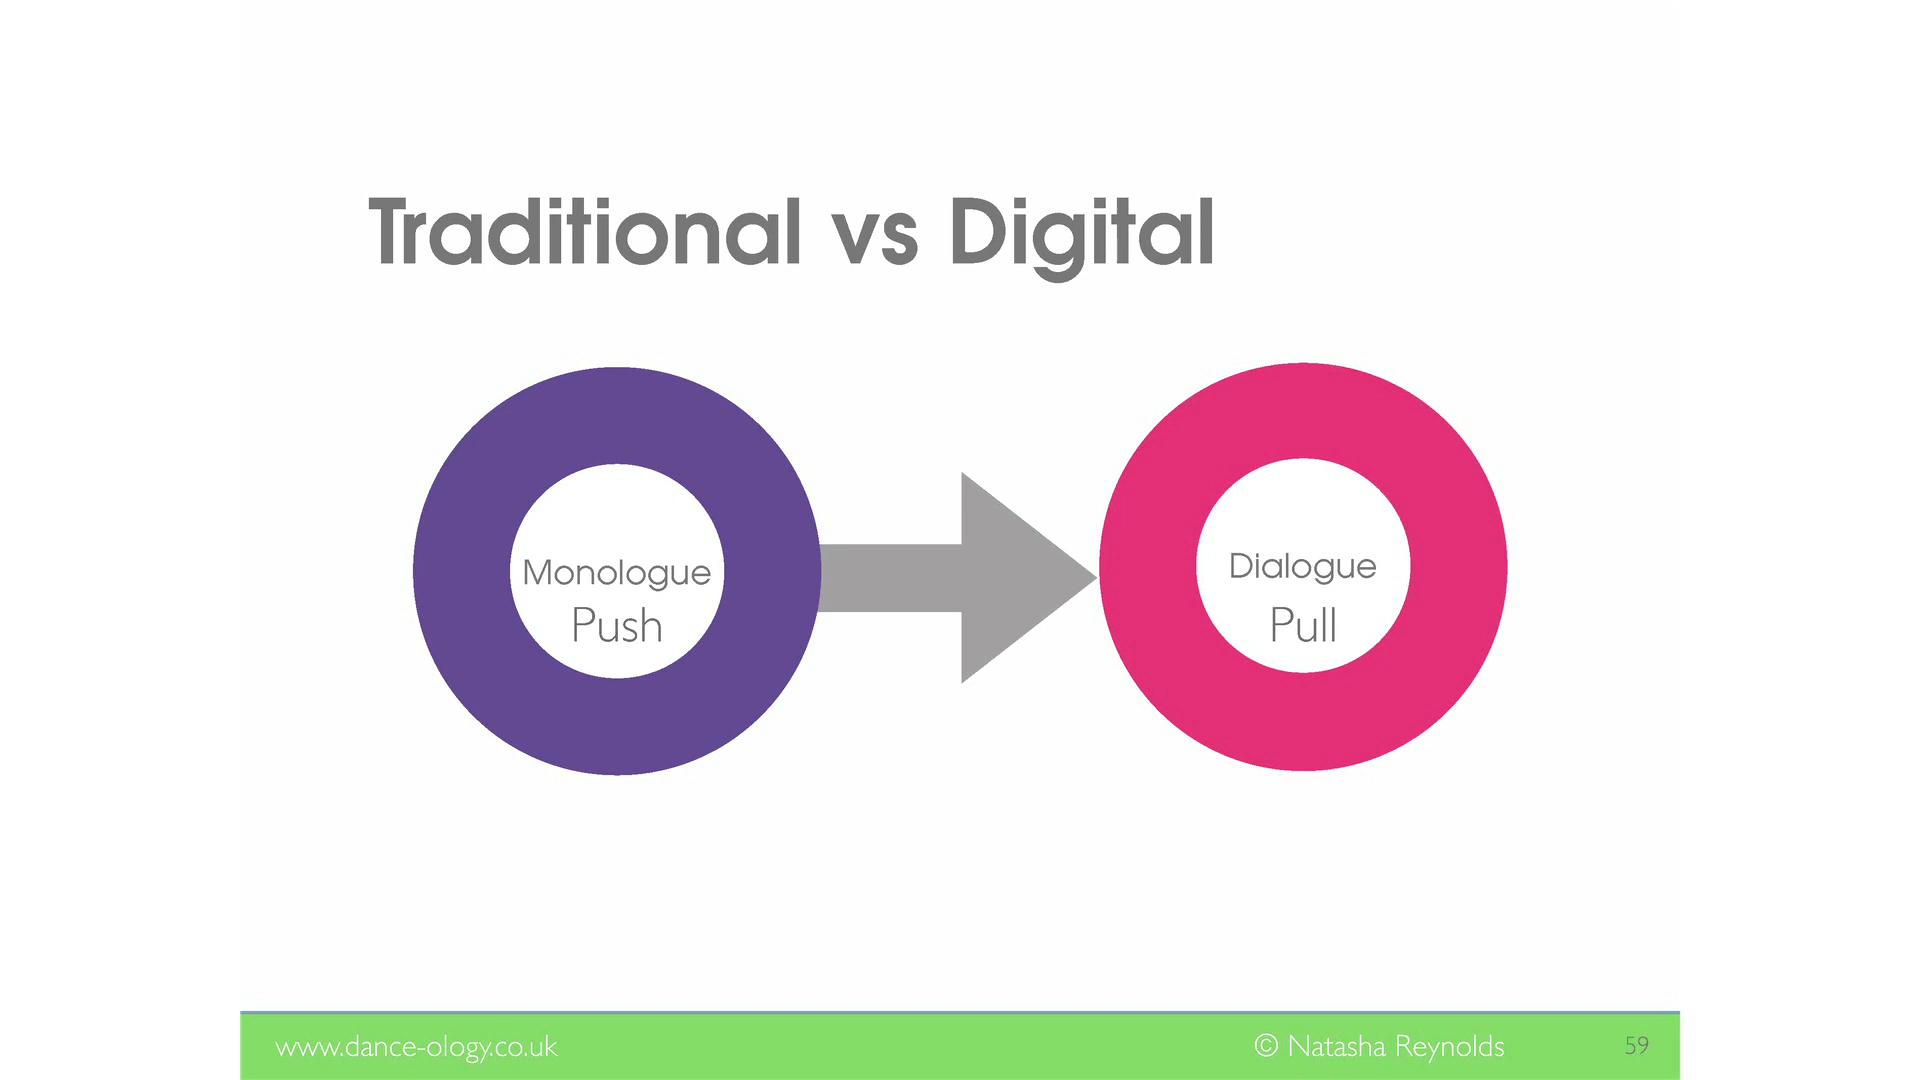 Traditional vs Digital
Monologue
Push
Dialogue
Pull
www.dance-ology.co.uk
© Natasha Reynolds
59